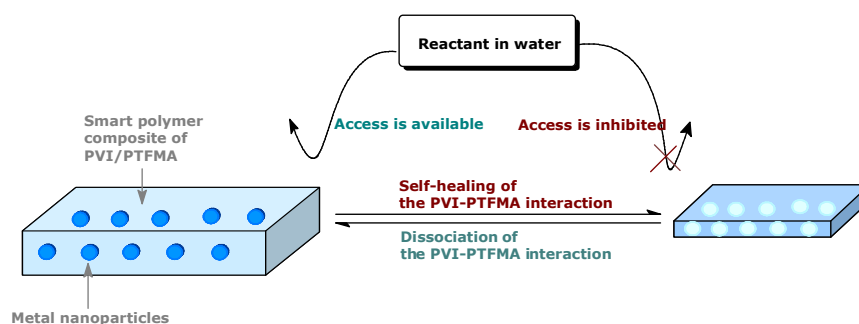 Reactant in water
Smart polymer
composite of
PVI/PTFMA
Access is available
Access is inhibited
Self-healing of
the PVI-PTFMA interaction
Dissociation of
the PVI-PTFMA interaction
Metal nanoparticles